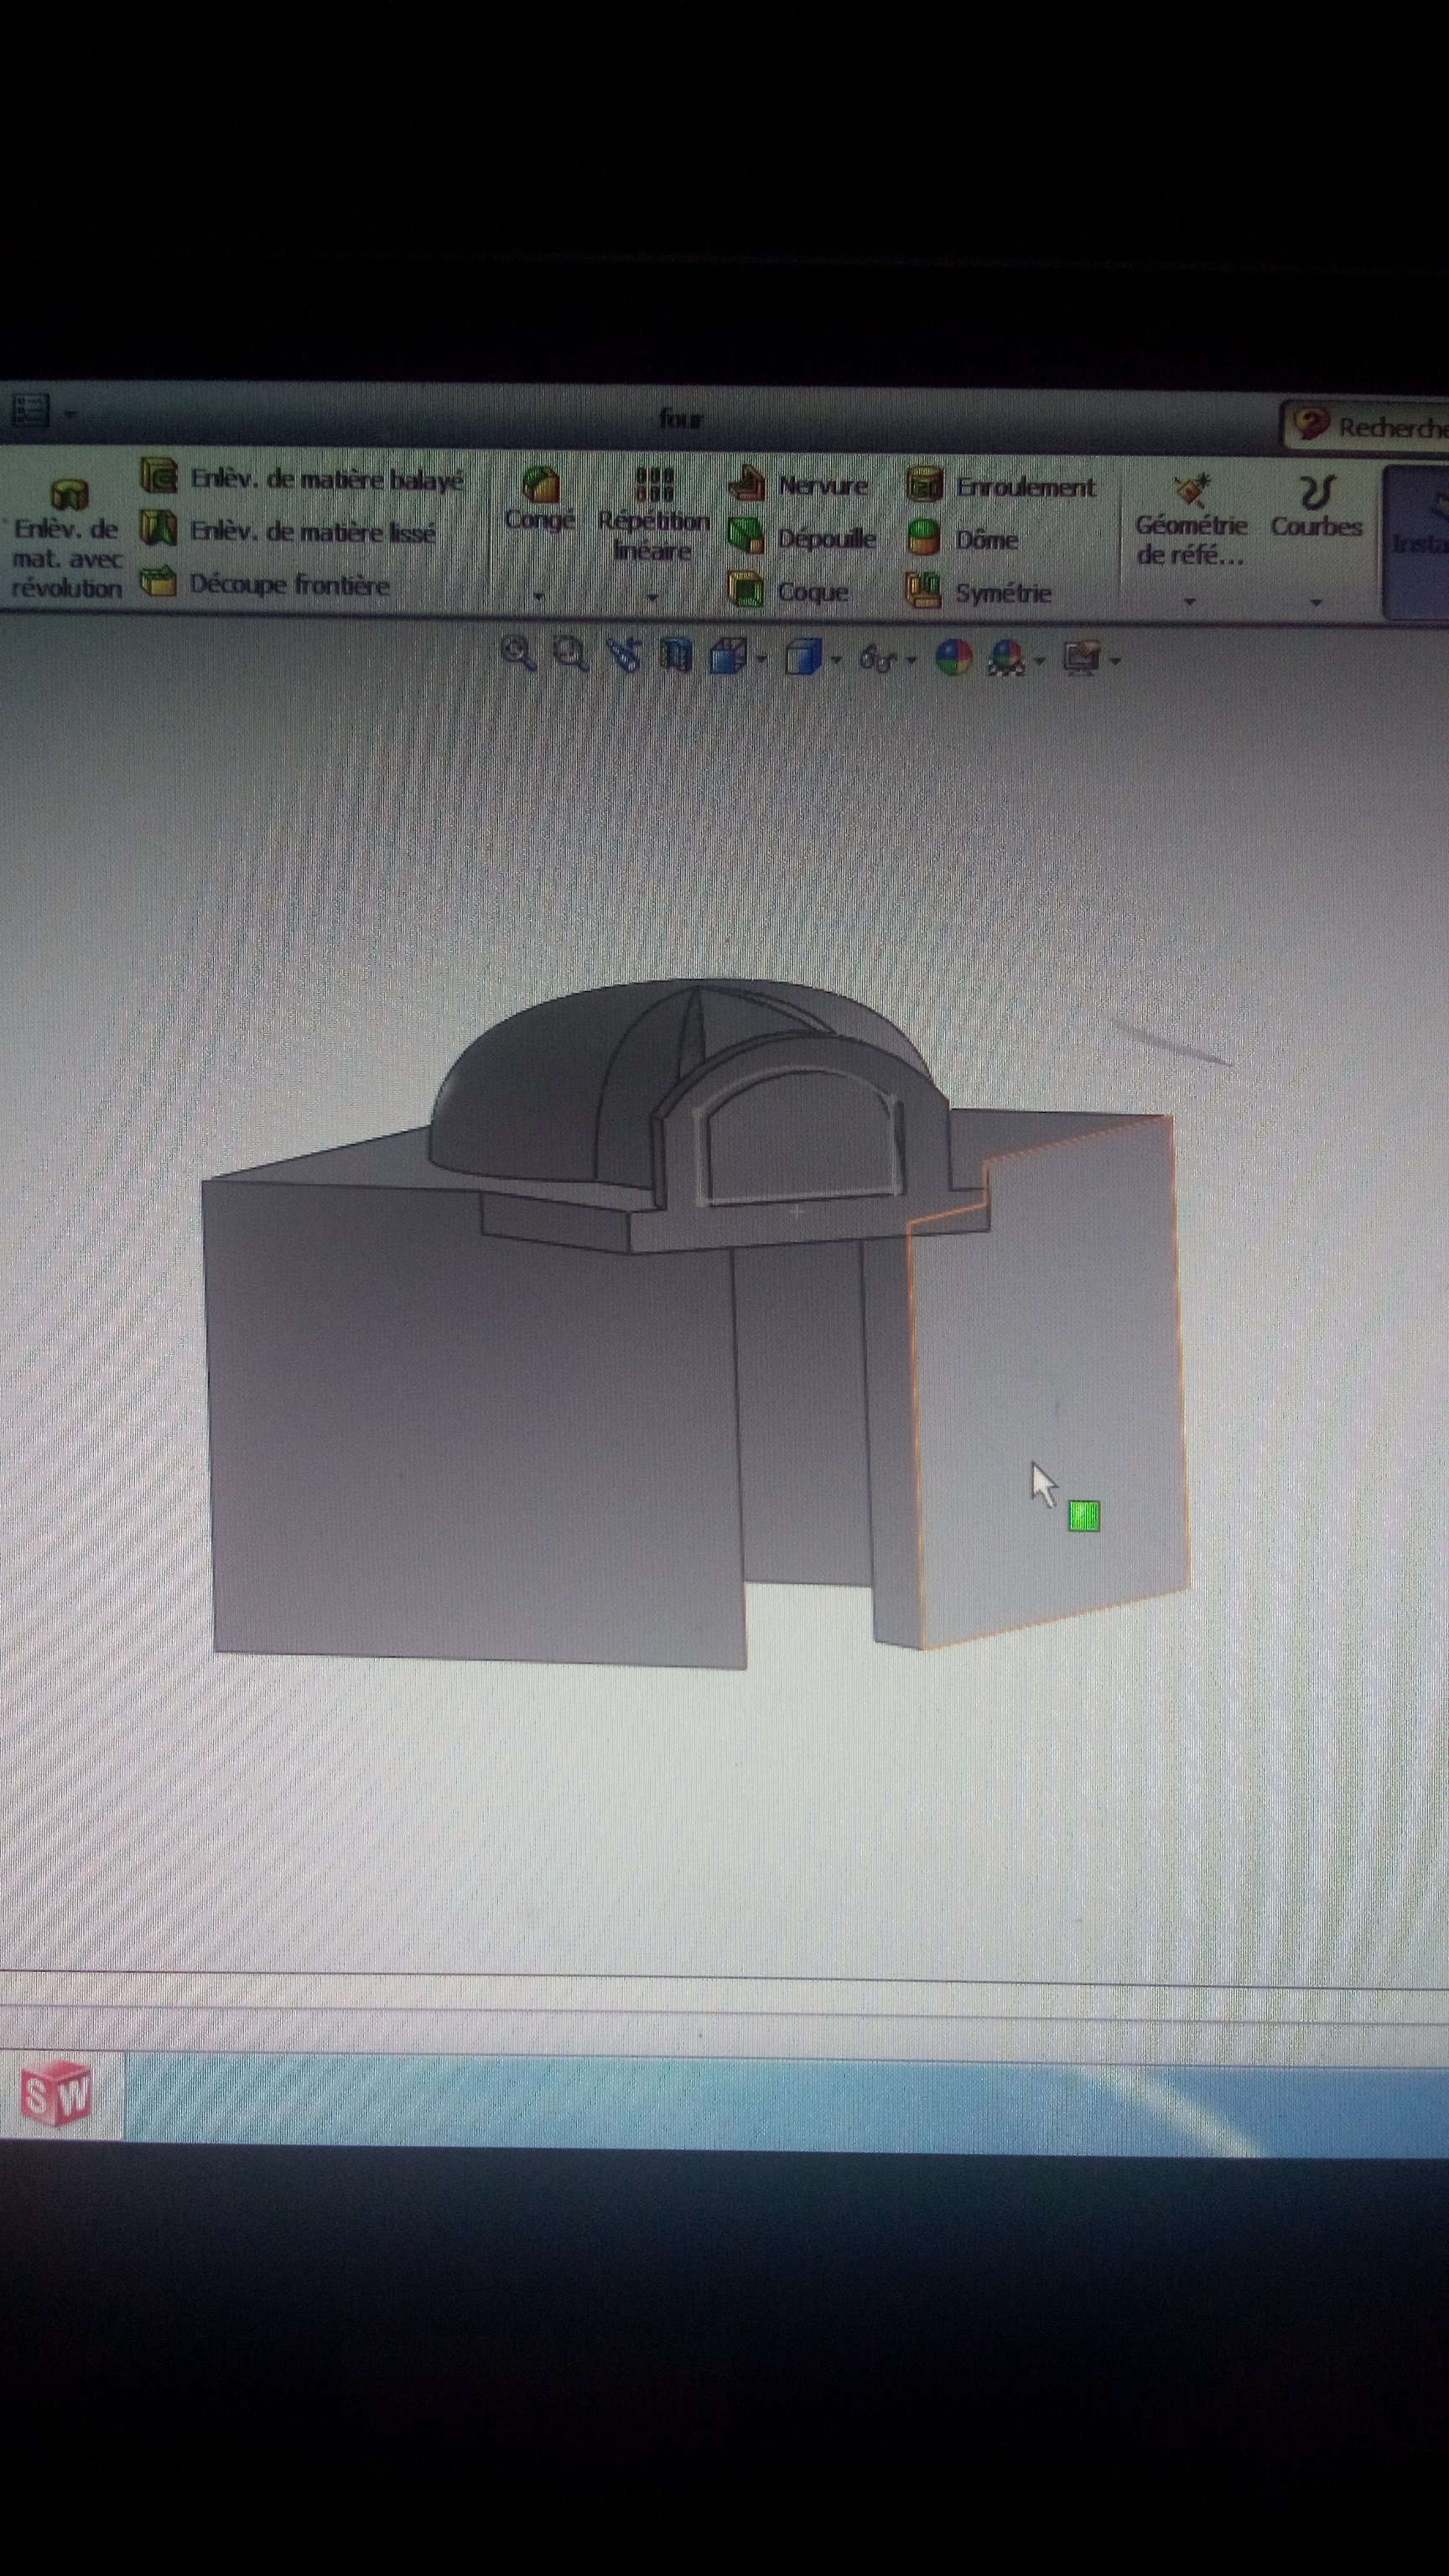 four
Recherche
Enlèv. de
mat. avec
révolution
Enlèv. de matière balayé
Enlèv. de matière lissé
Découpe frontière
Congé
Répétition
linéaire
Nervure
Dépouille
Coque
Enroulement
Dôme
Symétrie
Géométrie
de réfé...
Courbes
Insta
SW